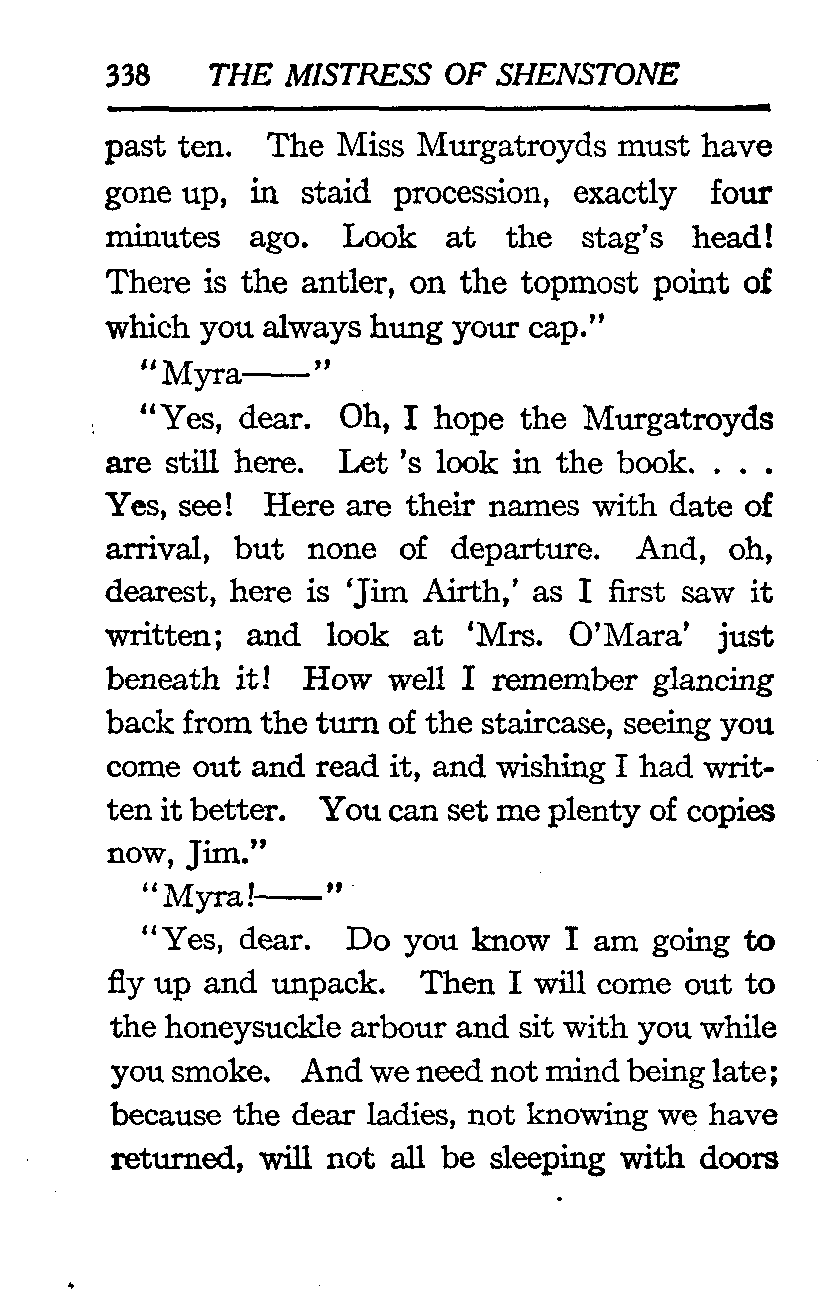 338 THE MISTRESS OF SHENSTONE
past ten. The Miss Murgatroyds must have
gone up, in staid procession, exactly four
minutes ago. Look at the stag's head!
There is the antler, on the topmost point of
which you always hung your cap."
"Myra——"
"Yes, dear. Oh, I hope the Murgatroyds
are still here. Let 's look in the book. . . .
Yes, see! Here are their names with date of
arrival, but none of departure. And, oh,
dearest, here is 'Jim Airth,' as I first saw it
written; and look at 'Mrs. O'Mara' just
beneath it! How well I remember glancing
back from the turn of the staircase, seeing you
come out and read it, and wishing I had writ-
ten it better. You can set me plenty of copies
now, Jim."
"Myra!——"
"Yes, dear. Do you know I am going to
fly up and unpack. Then I will come out to
the honeysuckle arbour and sit with you while
you smoke. And we need not mind being late;
because the dear ladies, not knowing we have
returned, will not all be sleeping with doors